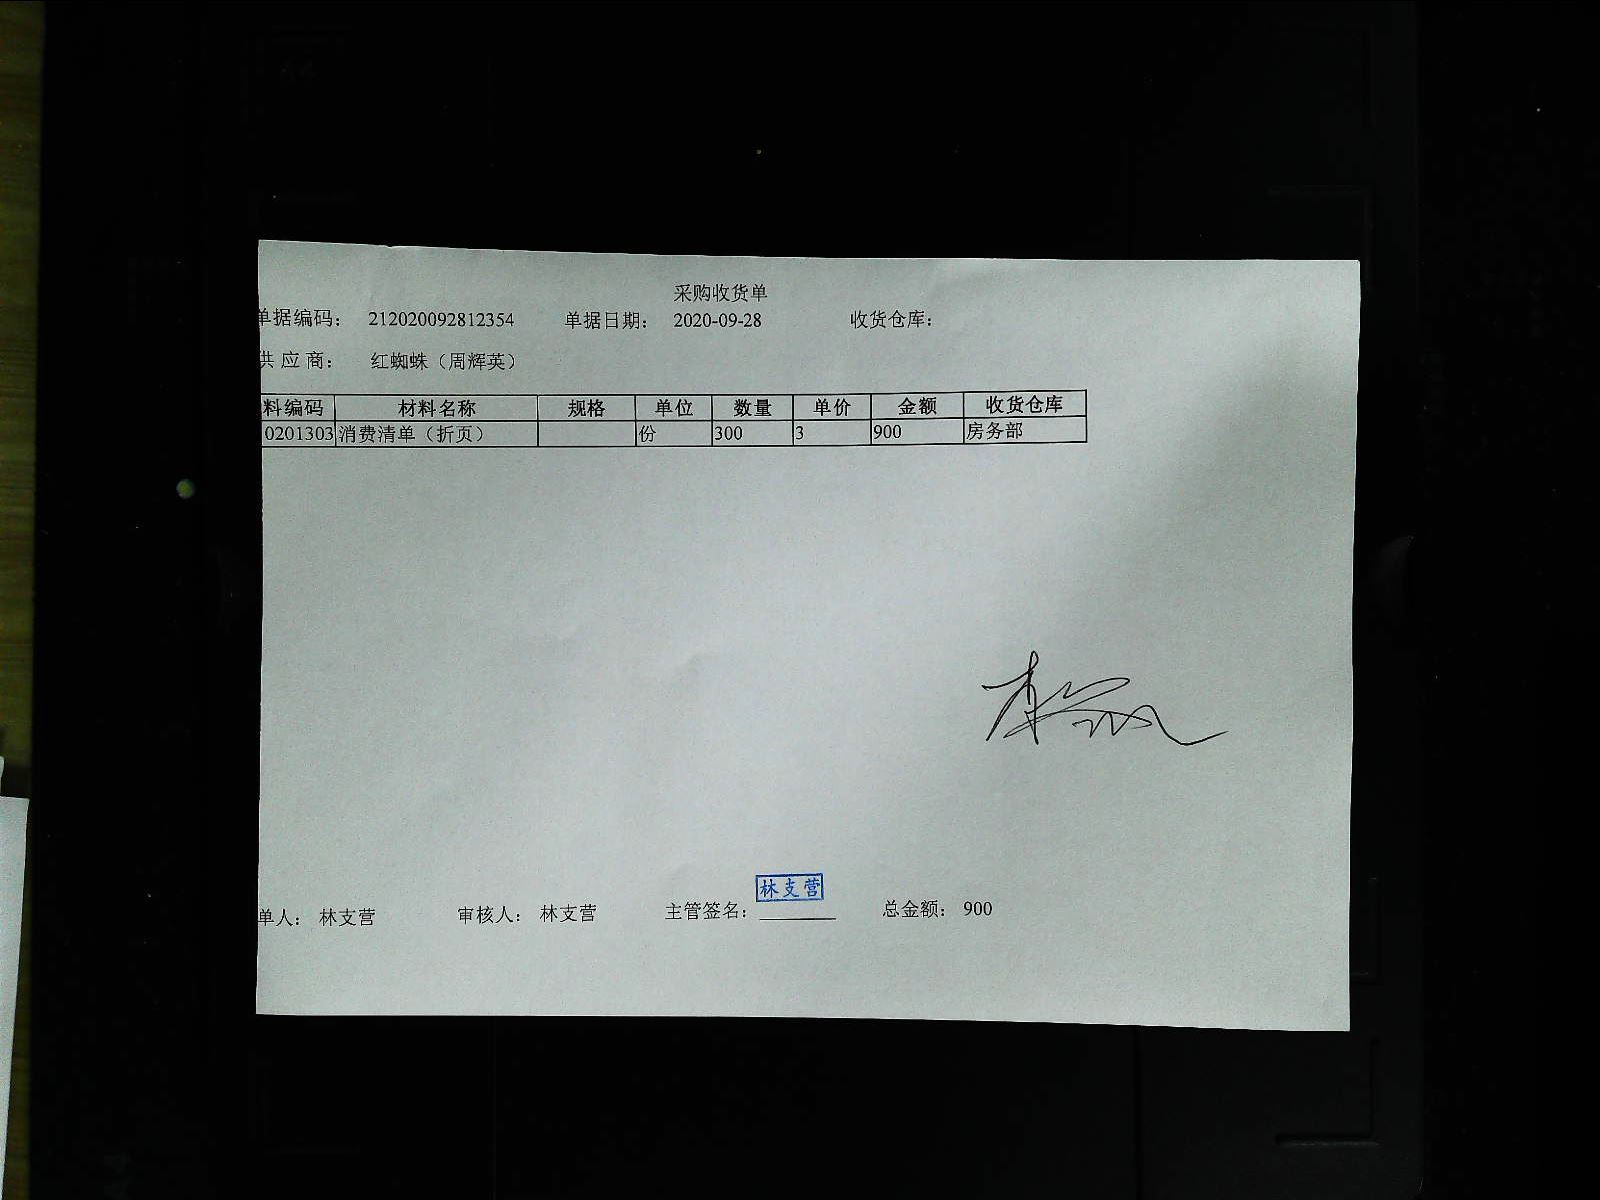 采购收货单
单据编码： 212020092812354 单据日期： 2020-09-28 收货仓库：
供 应 商： 红蜘蛛（周辉英）
料编码 材料名称 规格 单位 数量 单价 金额 收货仓库
0201303 消费清单（折页） 份 300 3 900 房务部
林支营
单人： 林支营 审核人： 林支营 主管签名： 总金额： 900